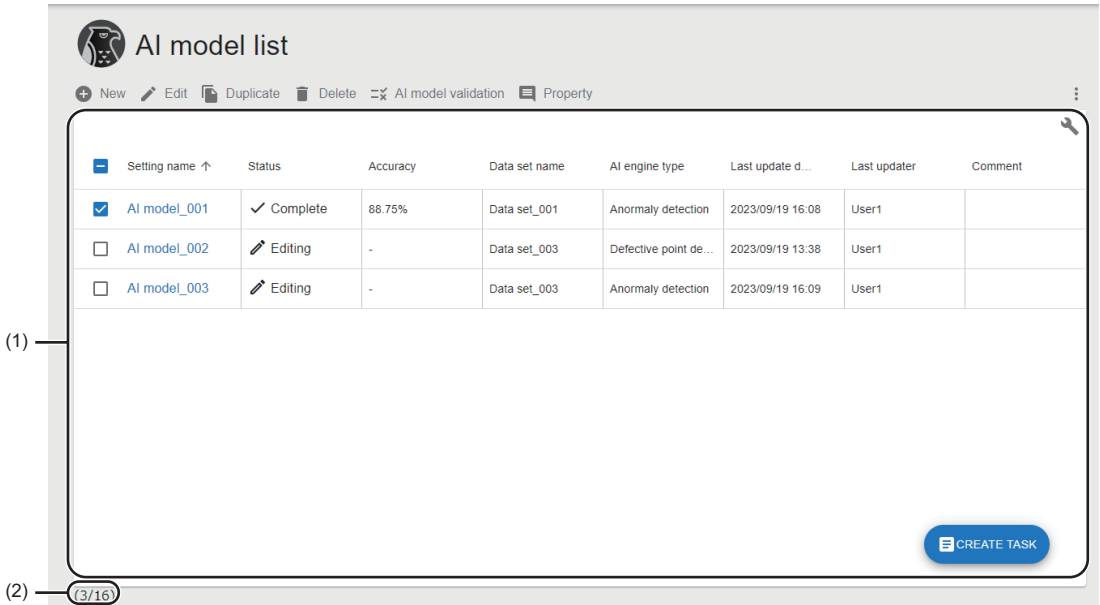 AI model list
New Edit Duplicate Delete AI model validation Property
Setting name Status Accuracy Data set name AI engine type Last update d... Last updater Comment
AI model_001 Complete 88.75% Data set_001 Anormaly detection 2023/09/19 16:08 User1
AI model_002 Editing - Data set_003 Defective point de... 2023/09/19 13:38 User1
AI model_003 Editing - Data set_003 Anormaly detection 2023/09/19 16:09 User1
(1)
CREATE TASK
(2) (3/16)